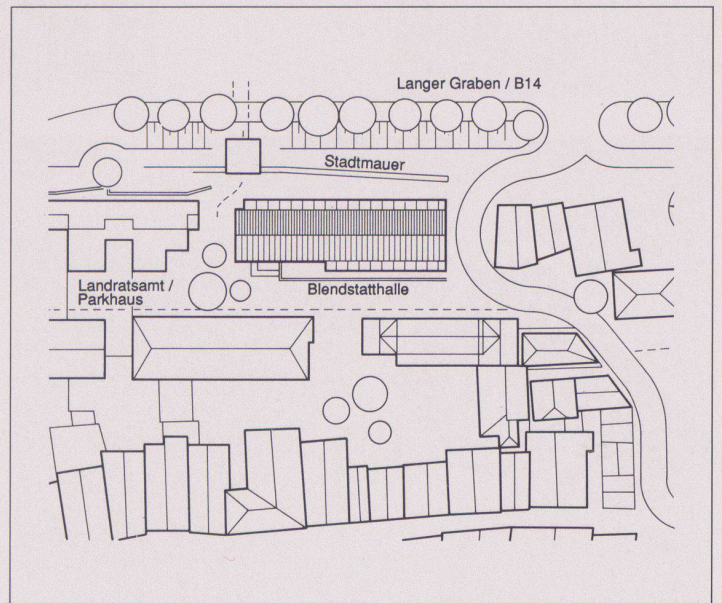 Langer Graben / B14
Stadtmauer
Landratsamt /
Parkhaus
Blendstatthalle